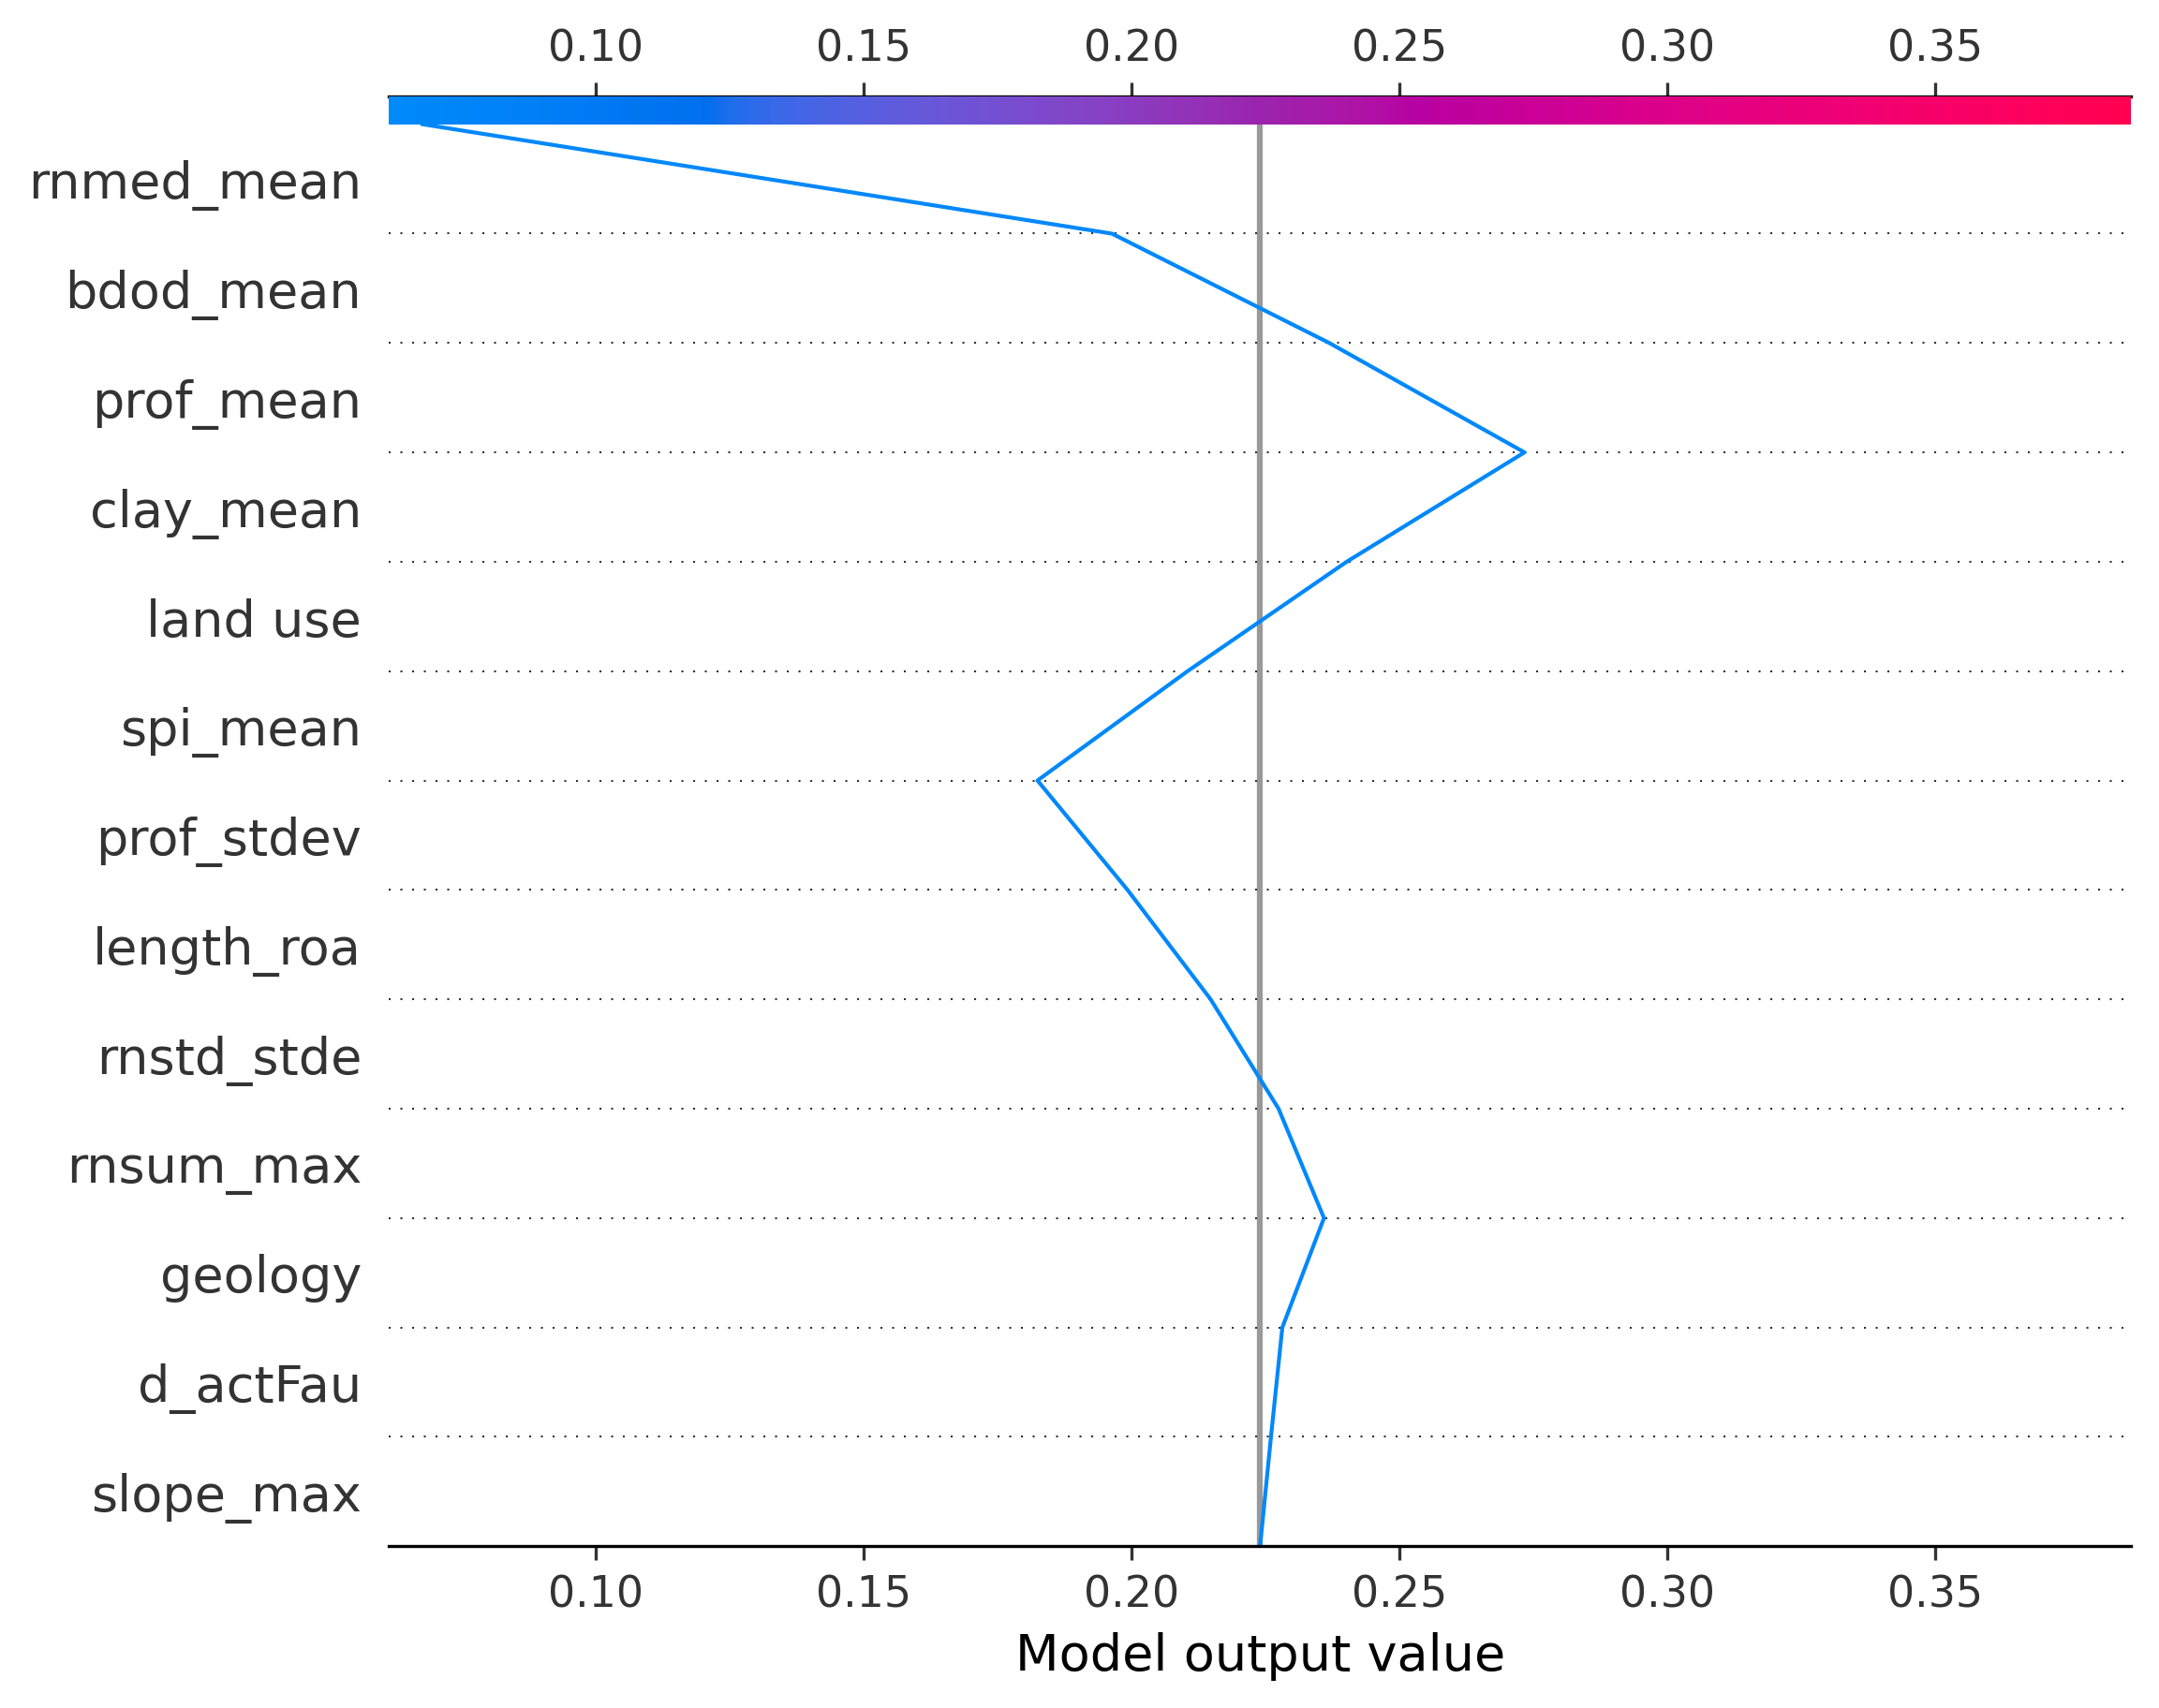 0.10 0.15 0.20 0.25 0.30 0.35
rnmed_mean
bdod_mean
prof_mean
clay_mean
land use
spi_mean
prof_stdev
length_roa
rnstd_stde
rnsum_max
geology
d_actFau
slope_max
0.10 0.15 0.20 0.25 0.30 0.35
Model output value